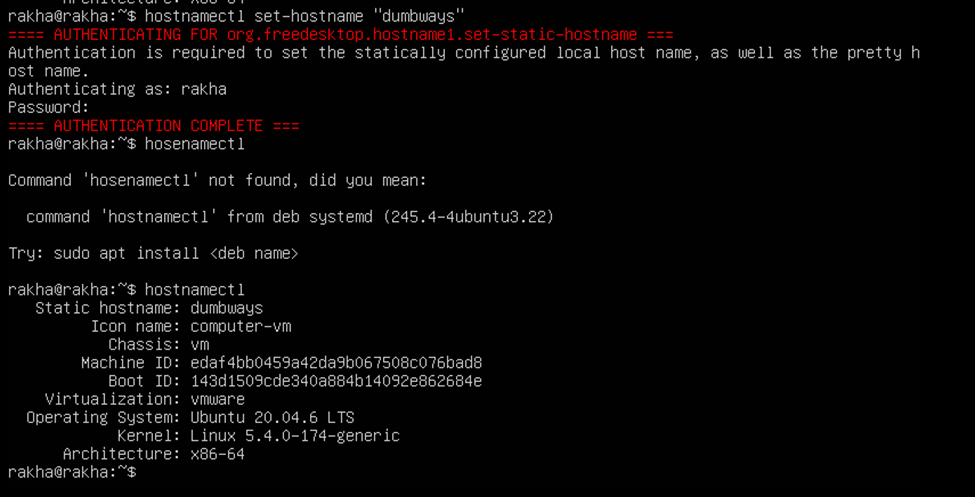 Architecture: x86-64
rakha@rakha:~$ hostnamectl set-hostname "dumbways"
==== AUTHENTICATING FOR org.freedesktop.hostname1.set-static-hostname ===
Authentication is required to set the statically configured local host name, as well as the pretty h
ost name.
Authenticating as: rakha
Password:
==== AUTHENTICATION COMPLETE ===
rakha@rakha:~$ hosenamectl
Command 'hosenamectl' not found, did you mean:
command 'hostnamectl' from deb systemd (245.4-4ubuntu3.22)
Try: sudo apt install <deb name>
rakha@rakha:~$ hostnamectl
Static hostname: dumbways
Icon name: computer-vm
Chassis: vm
Machine ID: edaf4bb0459a42da9b067508c076bad8
Boot ID: 143d1509cde340a884b14092e862684e
Virtualization: vmware
Operating System: Ubuntu 20.04.6 LTS
Kernel: Linux 5.4.0-174-generic
Architecture: x86-64
rakha@rakha:~$